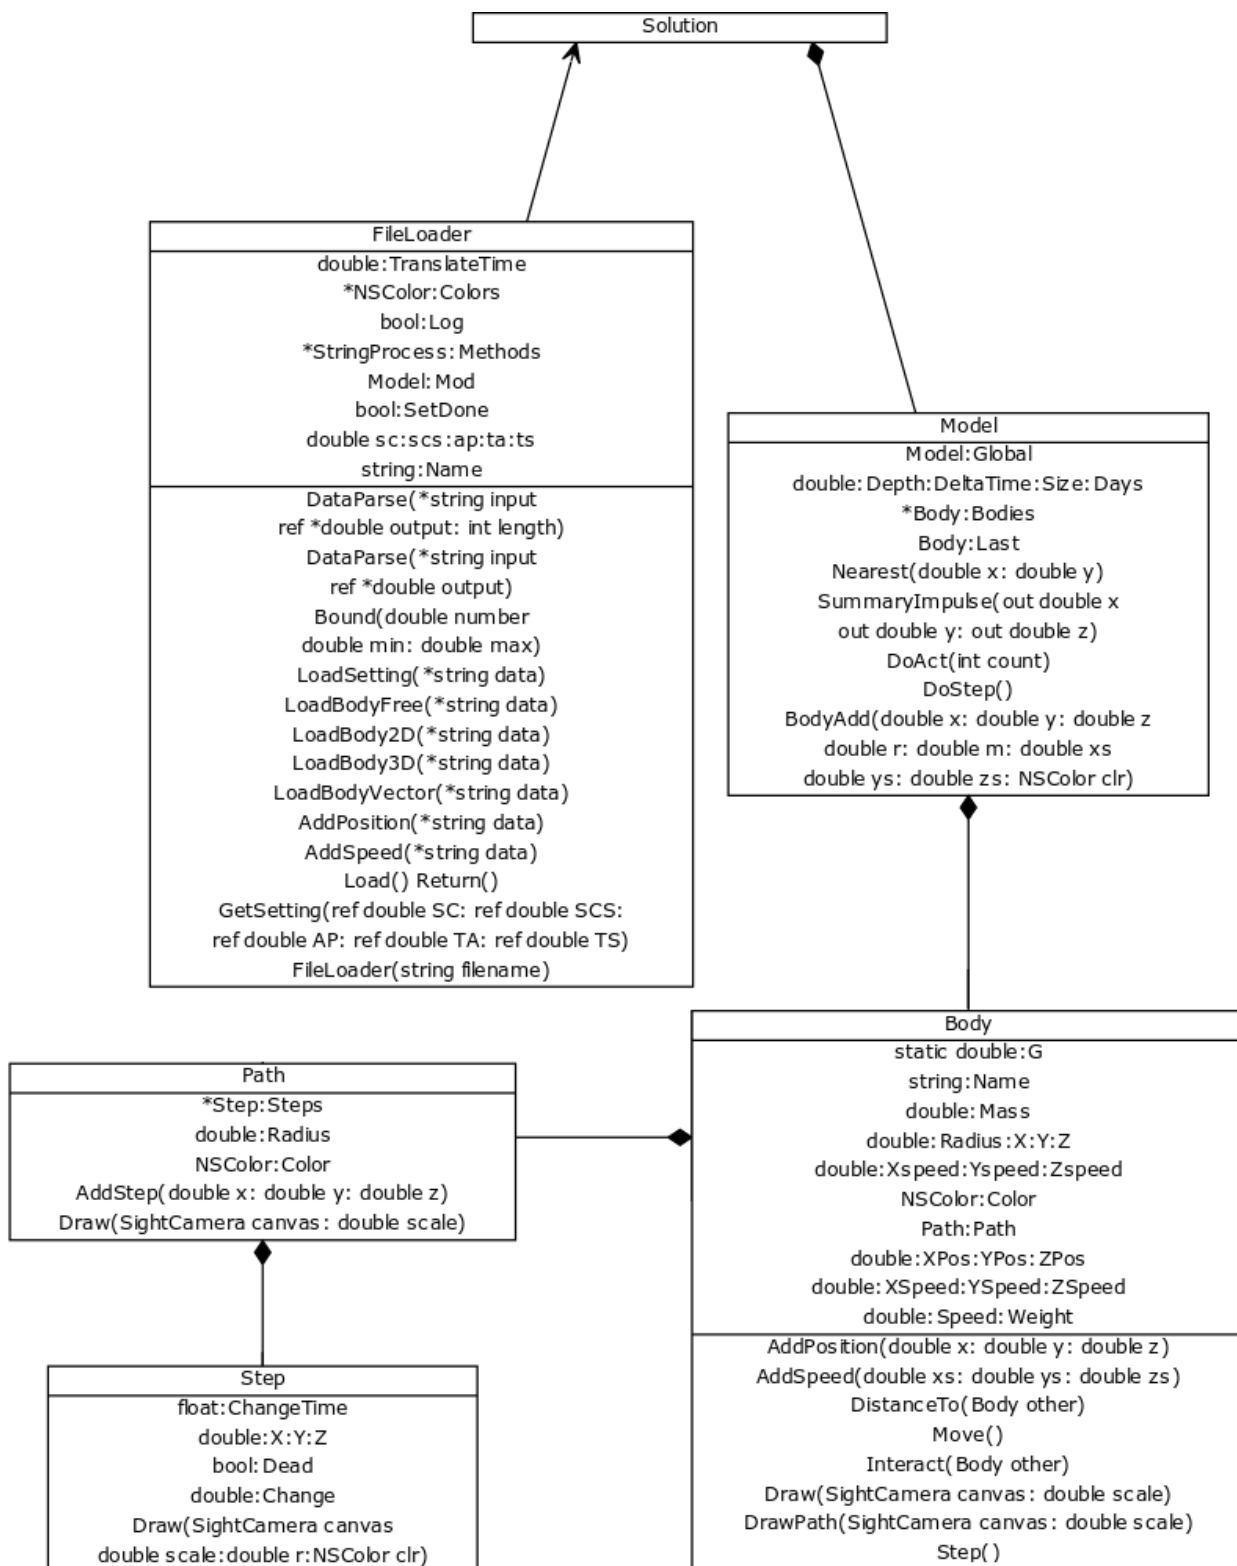 Solution
FileLoader
double:TranslateTime
*NSColor:Colors
bool:Log
*StringProcess:Methods
Model:Mod
bool:SetDone
double sc:scs:ap:ta:ts
string:Name
DataParse(*string input
ref *double output: int length)
DataParse(*string input
ref *double output)
Bound(double number
double min: double max)
LoadSetting(*string data)
LoadBodyFree(*string data)
LoadBody2D(*string data)
LoadBody3D(*string data)
LoadBodyVector(*string data)
AddPosition(*string data)
AddSpeed(*string data)
Load() Return()
GetSetting(ref double SC: ref double SCS:
ref double AP: ref double TA: ref double TS)
FileLoader(string filename)
Model
Model:Global
double:Depth:DeltaTime:Size:Days
*Body:Bodies
Body:Last
Nearest(double x: double y)
SummaryImpulse(out double x
out double y: out double z)
DoAct(int count)
DoStep()
BodyAdd(double x: double y: double z
double r: double m: double xs
double ys: double zs: NSColor clr)
Path
*Step:Steps
double:Radius
NSColor:Color
AddStep(double x: double y: double z)
Draw(SightCamera canvas: double scale)
Step
float:ChangeTime
double:X:Y:Z
bool:Dead
double:Change
Draw(SightCamera canvas
double scale:double r:NSColor clr)
Body
static double:G
string:Name
double:Mass
double:Radius:X:Y:Z
double:Xspeed:Yspeed:Zspeed
NSColor:Color
Path:Path
double:XPos:YPos:ZPos
double:XSpeed:YSpeed:ZSpeed
double:Speed:Weight
AddPosition(double x: double y: double z)
AddSpeed(double xs: double ys: double zs)
DistanceTo(Body other)
Move()
Interact(Body other)
Draw(SightCamera canvas: double scale)
DrawPath(SightCamera canvas: double scale)
Step()